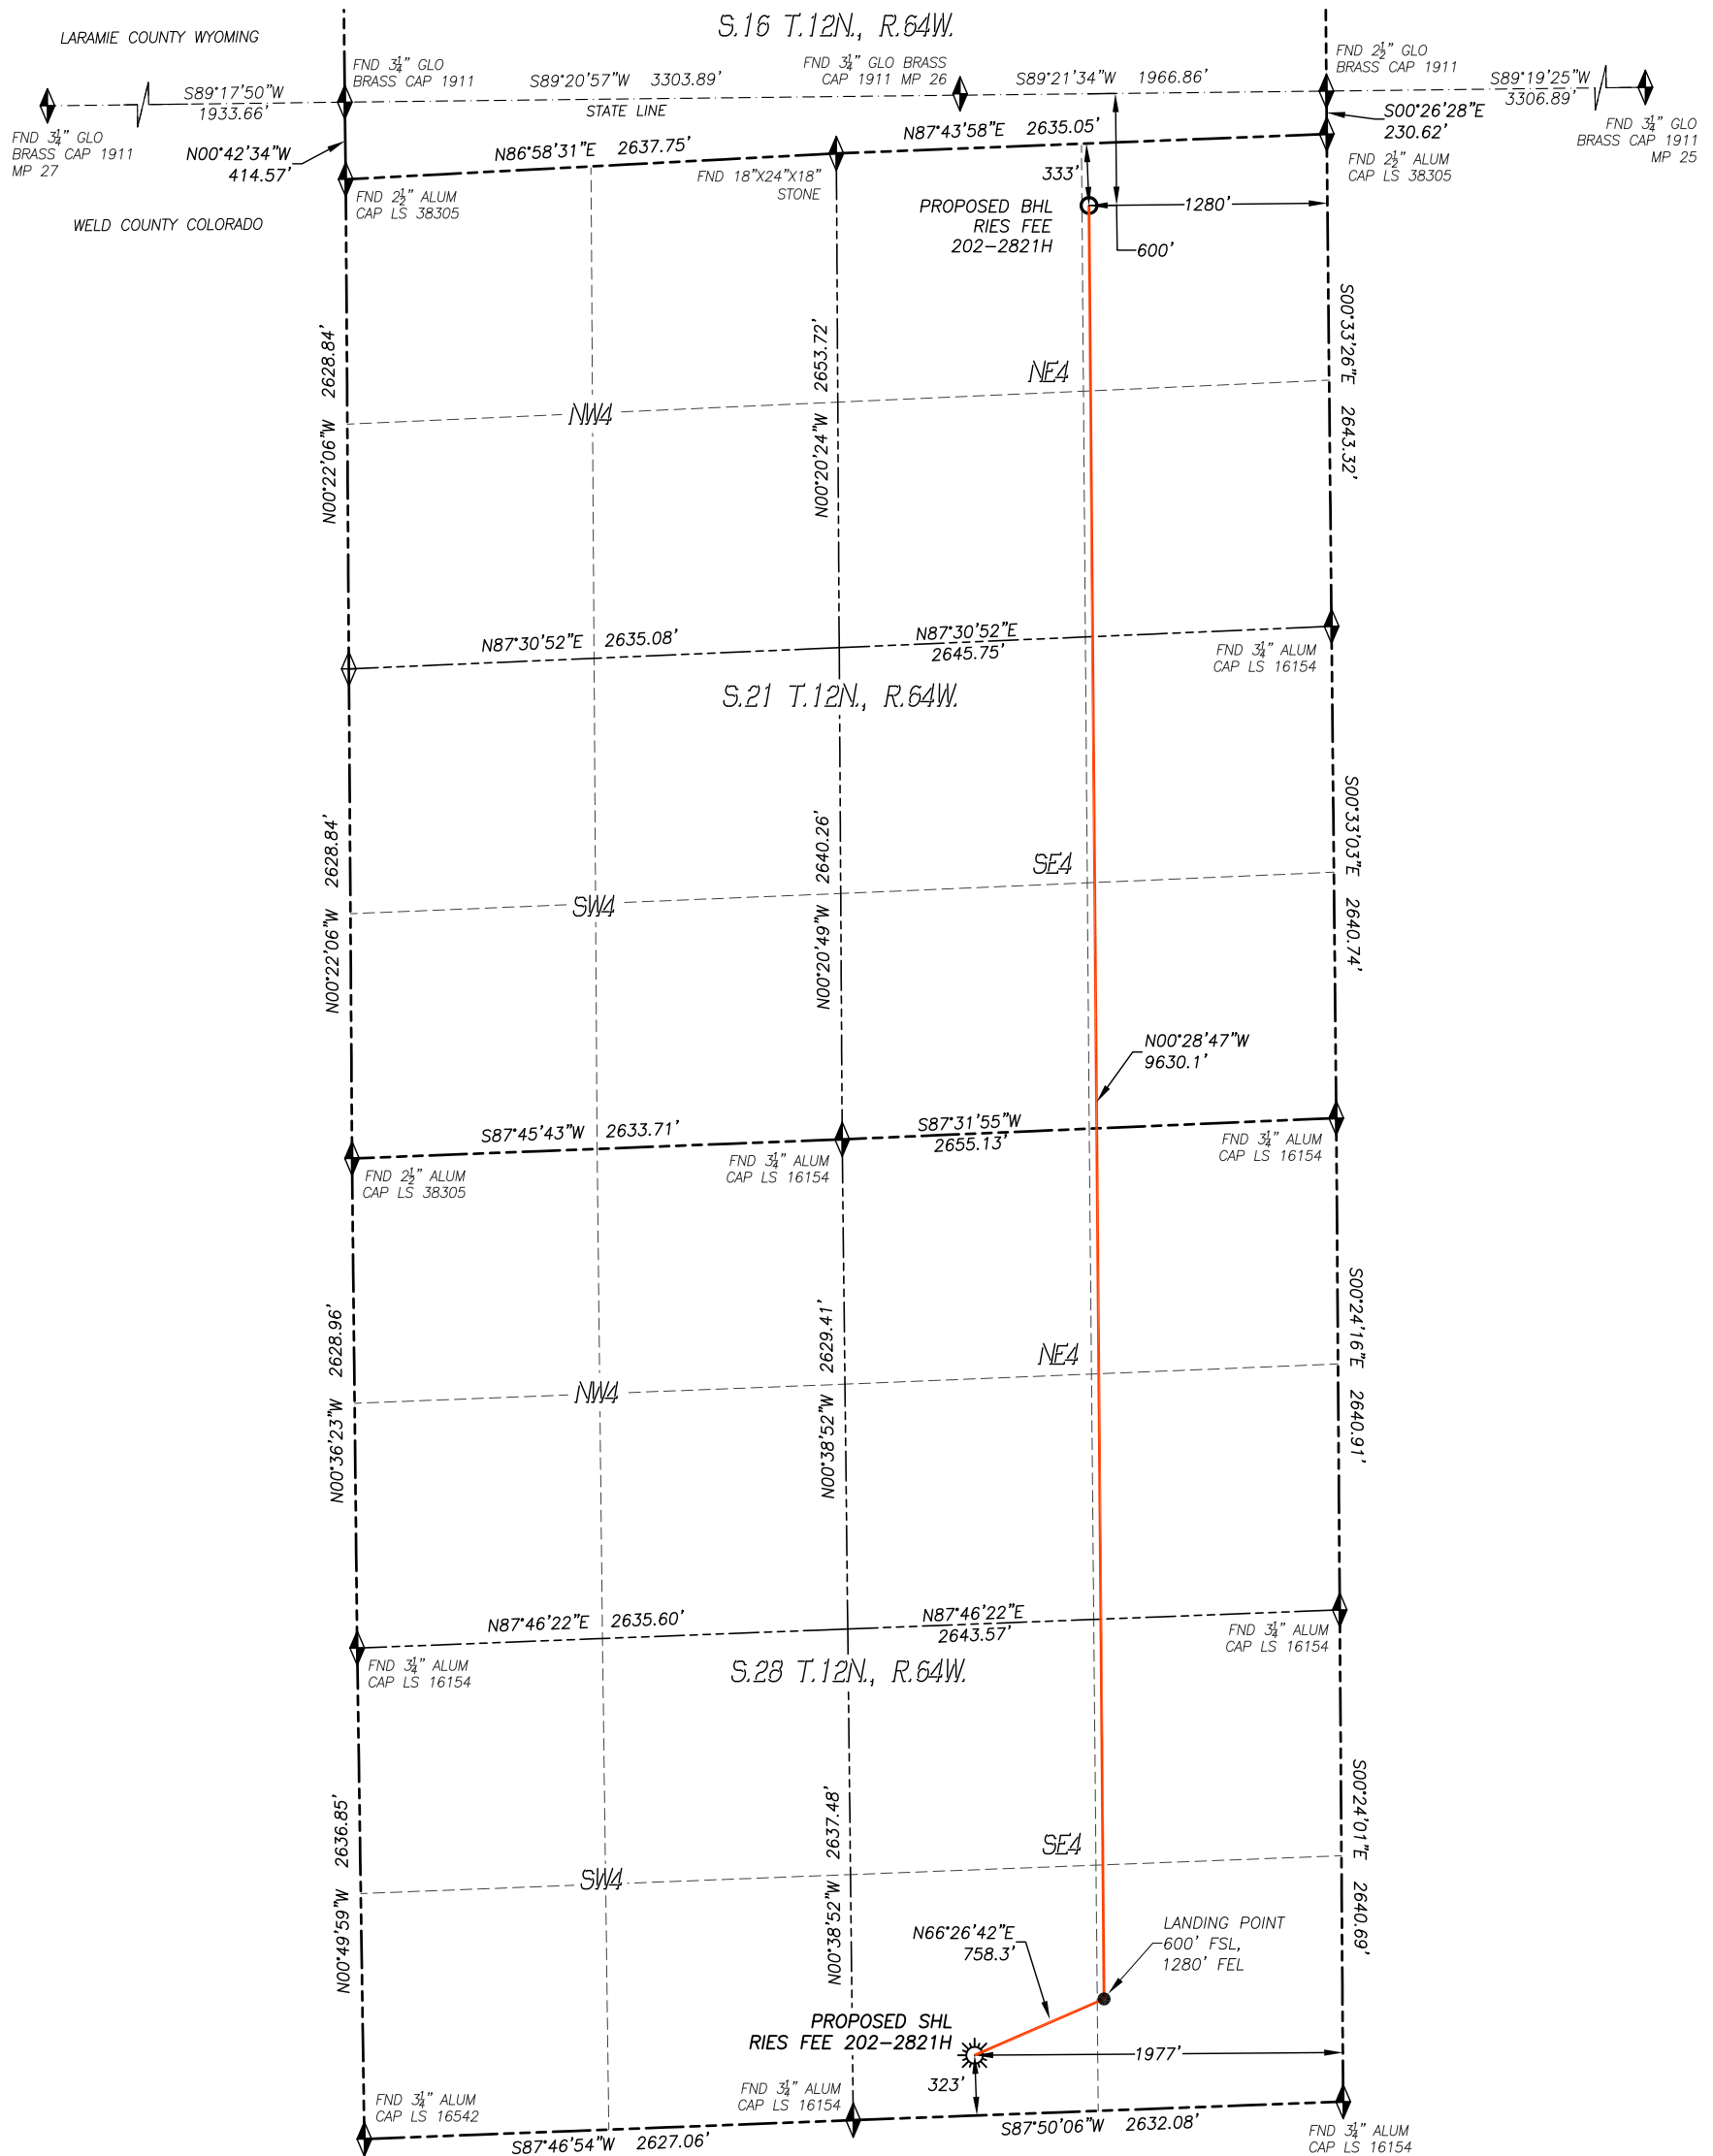 S.16 T.12N., R.64W.
LARAMIE COUNTY WYOMING
FND 3¼" GLO
BRASS CAP 1911
S89°20'57"W 3303.89'
FND 3¼" GLO BRASS
CAP 1911 MP 26
S89°21'34"W 1966.86'
FND 2½" GLO
BRASS CAP 1911
S89°19'25"W
3306.89'
S89°17'50"W
1933.66'
STATE LINE
FND 3¼" GLO
BRASS CAP 1911
MP 27
N00°42'34"W
414.57'
N86°58'31"E 2637.75'
N87°43'58"E 2635.05'
S00°26'28"E
230.62'
FND 3¼" GLO
BRASS CAP 1911
MP 25
FND 2½" ALUM
CAP LS 38305
FND 18"X24"X18"
STONE
333'
FND 2½" ALUM
CAP LS 38305
WELD COUNTY COLORADO
PROPOSED BHL
RIES FEE
202-2821H
1280'
600'
N00°22'06"W 2628.84'
N00°20'24"W 2653.72'
S00°33'26"E 2643.32'
NW4
NE4
N87°30'52"E 2635.08'
N87°30'52"E
2645.75'
FND 3¼" ALUM
CAP LS 16154
S.21 T.12N., R.64W.
N00°22'06"W 2628.84'
N00°20'49"W 2640.26'
S00°33'03"E 2640.74'
SW4
SE4
N00°28'47"W
9630.1'
S87°45'43"W 2633.71'
S87°31'55"W
2655.13'
FND 2½" ALUM
CAP LS 38305
FND 3¼" ALUM
CAP LS 16154
FND 3¼" ALUM
CAP LS 16154
N00°36'23"W 2628.96'
N00°38'52"W 2629.41'
S00°24'16"E 2640.91'
NW4
NE4
N87°46'22"E 2635.60'
N87°46'22"E
2643.57'
FND 3¼" ALUM
CAP LS 16154
FND 3¼" ALUM
CAP LS 16154
S.28 T.12N., R.64W.
N00°49'59"W 2636.85'
N00°38'52"W 2637.48'
S00°24'01"E 2640.69'
SW4
SE4
N66°26'42"E
758.3'
LANDING POINT
600' FSL,
1280' FEL
PROPOSED SHL
RIES FEE 202-2821H
1977'
323'
FND 3¼" ALUM
CAP LS 16542
FND 3¼" ALUM
CAP LS 16154
S87°46'54"W 2627.06'
S87°50'06"W 2632.08'
FND 3¼" ALUM
CAP LS 16154